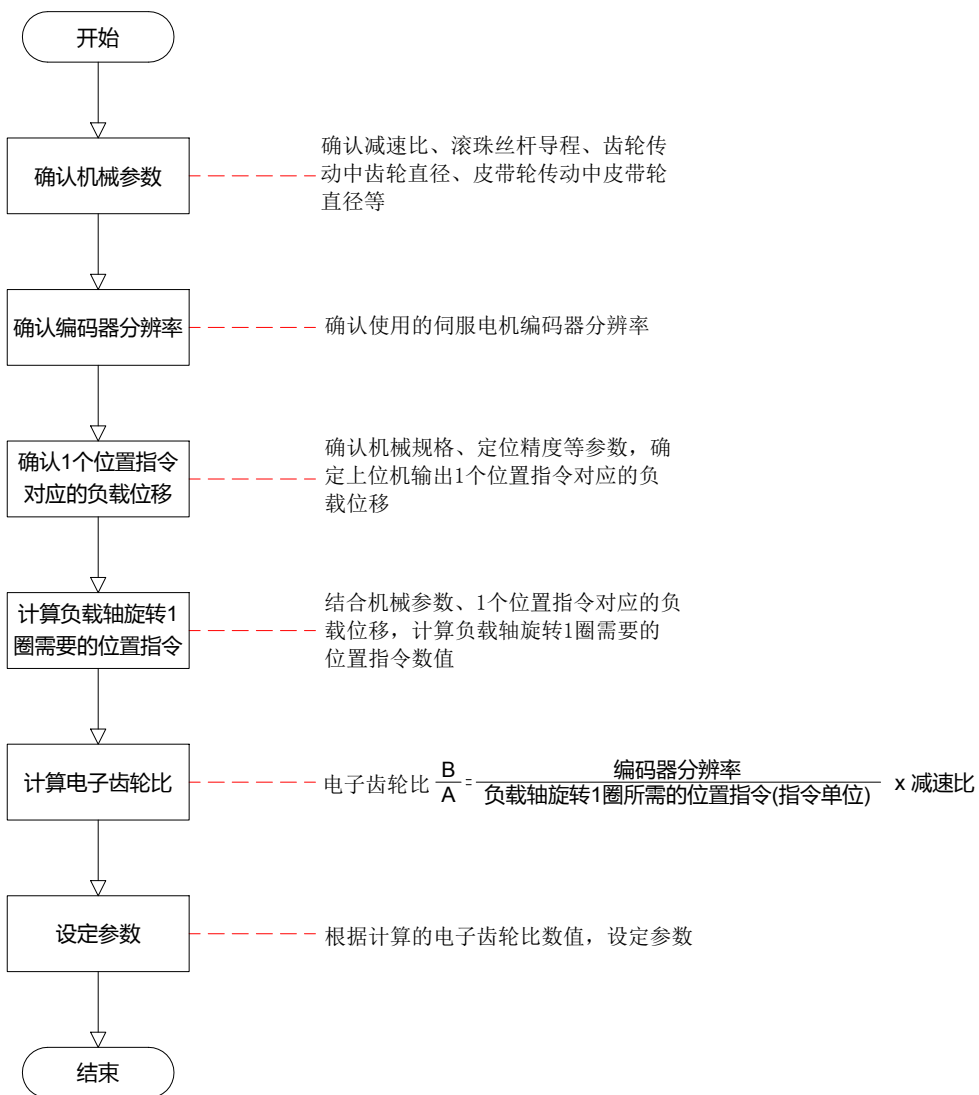 开始
确认机械参数
确认减速比、滚珠丝杆导程、齿轮传
动中齿轮直径、皮带轮传动中皮带轮
直径等
确认编码器分辨率
确认使用的伺服电机编码器分辨率
确认1个位置指令
对应的负载位移
确认机械规格、定位精度等参数，确
定上位机输出1个位置指令对应的负
载位移
计算负载轴旋转1
圈需要的位置指令
结合机械参数、1个位置指令对应的负
载位移，计算负载轴旋转1圈需要的
位置指令数值
计算电子齿轮比
电子齿轮比 B/A = 编码器分辨率/负载轴旋转1圈所需的位置指令(指令单位) x 减速比
设定参数
根据计算的电子齿轮比数值，设定参数
结束